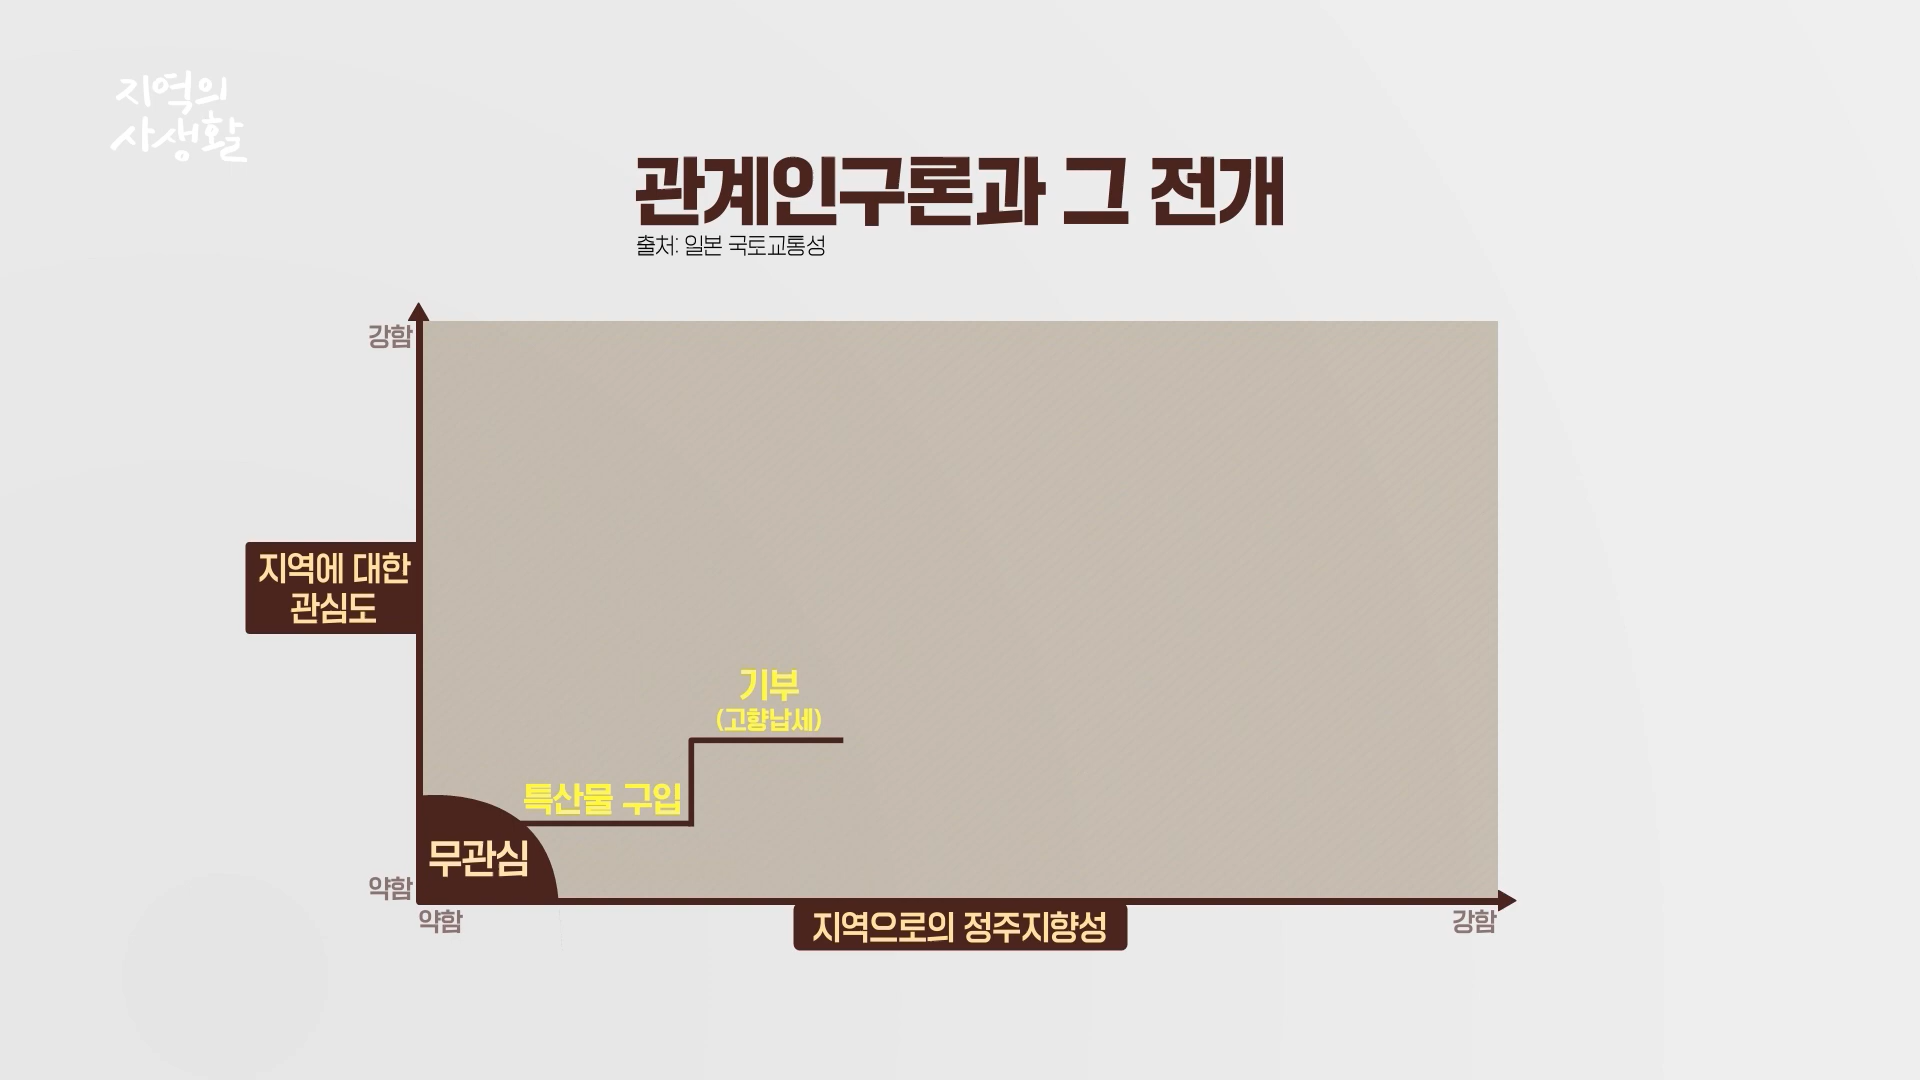 지역의
사생활
관계인구론과 그 전개
출처: 일본 국토교통성
강함
지역에 대한
관심도
기부
(고향납세)
특산물 구입
무관심
약함
약함
지역으로의 정주지향성
강함